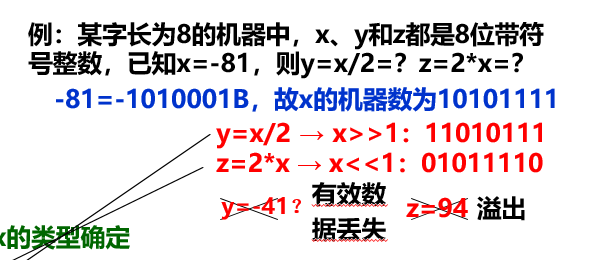 例：某字长为8的机器中，x、y和z都是8位带符
号整数，已知x=-81，则y=x/2=？z=2*x=？
-81=-1010001B，故x的机器数为10101111
y=x/2 → x>>1：11010111
z=2*x → x<<1：01011110
y=-41？ 有效数 z=94 溢出
据丢失
x的类型确定